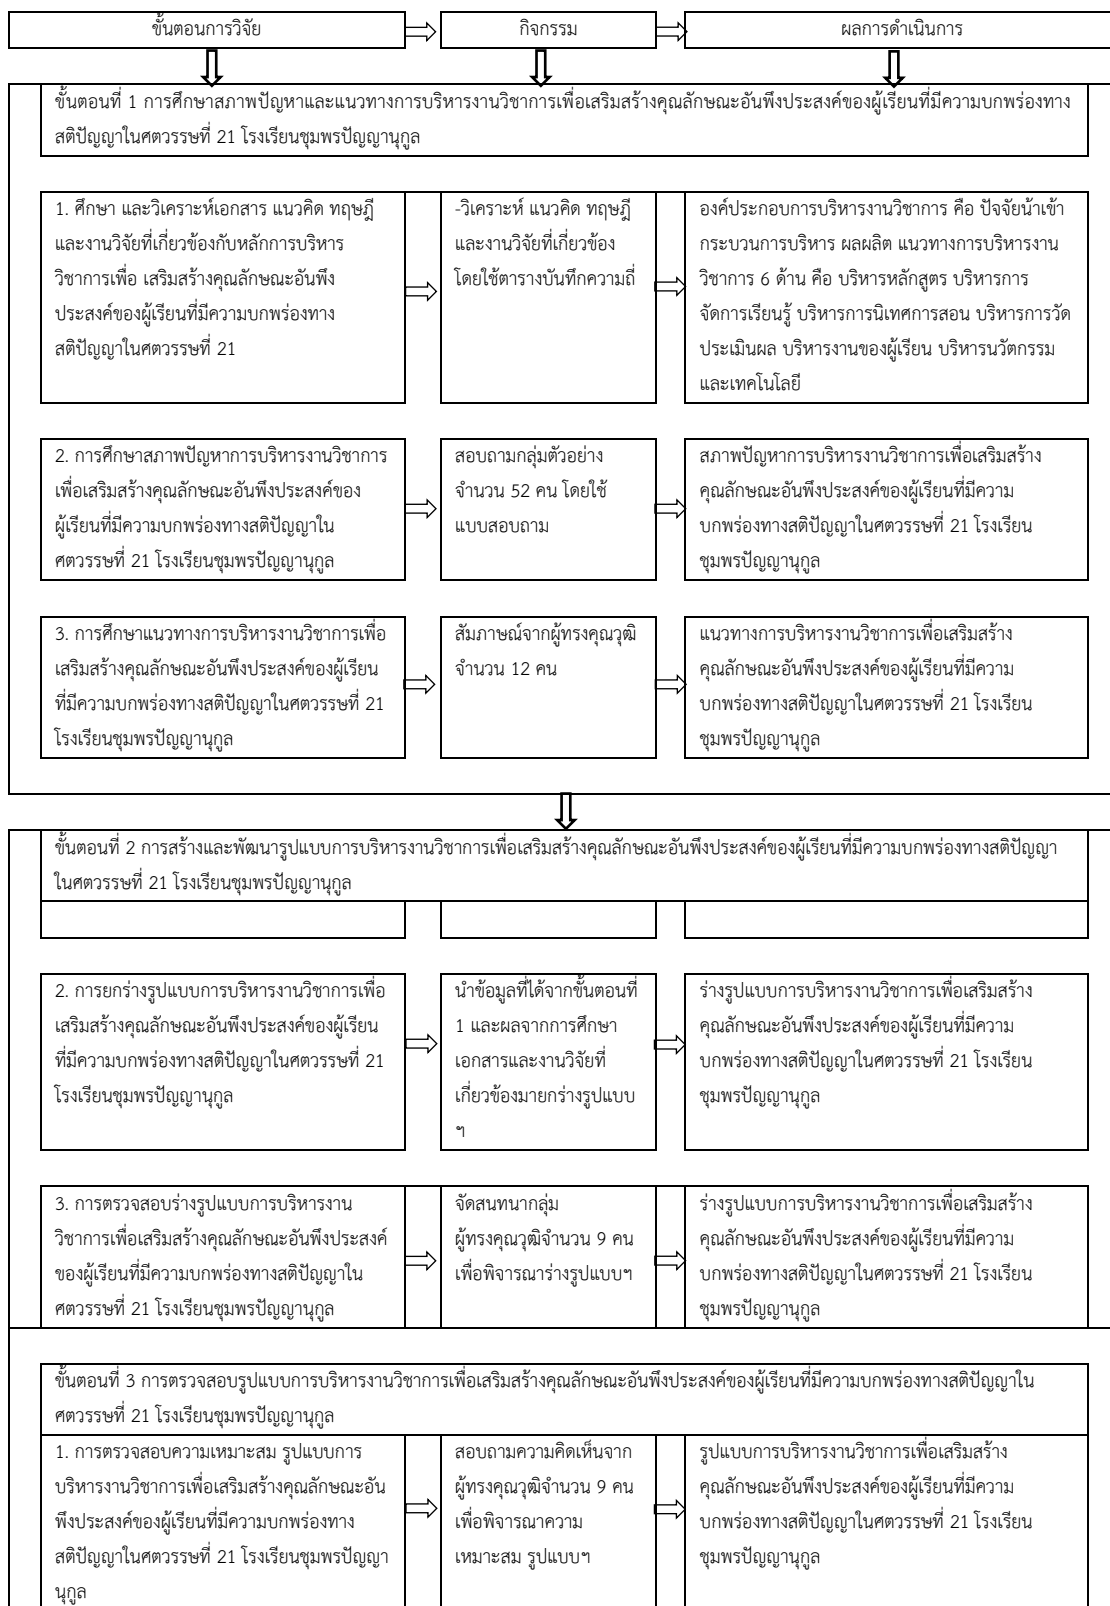 ขั้นตอนการวิจัย
กิจกรรม
ผลการดำเนินการ
ขั้นตอนที่ 1 การศึกษาสภาพปัญหาและแนวทางการบริหารงานวิชาการเพื่อเสริมสร้างคุณลักษณะอันพึงประสงค์ของผู้เรียนที่มีความบกพร่องทาง
สติปัญญาในศตวรรษที่ 21 โรงเรียนชุมพรปัญญานุกูล
1. ศึกษา และวิเคราะห์เอกสาร แนวคิด ทฤษฎี
และงานวิจัยที่เกี่ยวข้องกับหลักการบริหาร
วิชาการเพื่อ เสริมสร้างคุณลักษณะอันพึง
ประสงค์ของผู้เรียนที่มีความบกพร่องทาง
สติปัญญาในศตวรรษที่ 21
-วิเคราะห์ แนวคิด ทฤษฎี
และงานวิจัยที่เกี่ยวข้อง
โดยใช้ตารางบันทึกความถี่
องค์ประกอบการบริหารงานวิชาการ คือ ปัจจัยน้าเข้า
กระบวนการบริหาร ผลผลิต แนวทางการบริหารงาน
วิชาการ 6 ด้าน คือ บริหารหลักสูตร บริหารการ
จัดการเรียนรู้ บริหารการนิเทศการสอน บริหารการวัด
ประเมินผล บริหารงานของผู้เรียน บริหารนวัตกรรม
และเทคโนโลยี
2. การศึกษาสภาพปัญหาการบริหารงานวิชาการ
เพื่อเสริมสร้างคุณลักษณะอันพึงประสงค์ของ
ผู้เรียนที่มีความบกพร่องทางสติปัญญาใน
ศตวรรษที่ 21 โรงเรียนชุมพรปัญญานุกูล
สอบถามกลุ่มตัวอย่าง
จำนวน 52 คน โดยใช้
แบบสอบถาม
สภาพปัญหาการบริหารงานวิชาการเพื่อเสริมสร้าง
คุณลักษณะอันพึงประสงค์ของผู้เรียนที่มีความ
บกพร่องทางสติปัญญาในศตวรรษที่ 21 โรงเรียน
ชุมพรปัญญานุกูล
3. การศึกษาแนวทางการบริหารงานวิชาการเพื่อ
เสริมสร้างคุณลักษณะอันพึงประสงค์ของผู้เรียน
ที่มีความบกพร่องทางสติปัญญาในศตวรรษที่ 21
โรงเรียนชุมพรปัญญานุกูล
สัมภาษณ์จากผู้ทรงคุณวุฒิ
จำนวน 12 คน
แนวทางการบริหารงานวิชาการเพื่อเสริมสร้าง
คุณลักษณะอันพึงประสงค์ของผู้เรียนที่มีความ
บกพร่องทางสติปัญญาในศตวรรษที่ 21 โรงเรียน
ชุมพรปัญญานุกูล
ขั้นตอนที่ 2 การสร้างและพัฒนารูปแบบการบริหารงานวิชาการเพื่อเสริมสร้างคุณลักษณะอันพึงประสงค์ของผู้เรียนที่มีความบกพร่องทางสติปัญญา
ในศตวรรษที่ 21 โรงเรียนชุมพรปัญญานุกูล
2. การยกร่างรูปแบบการบริหารงานวิชาการเพื่อ
เสริมสร้างคุณลักษณะอันพึงประสงค์ของผู้เรียน
ที่มีความบกพร่องทางสติปัญญาในศตวรรษที่ 21
โรงเรียนชุมพรปัญญานุกูล
นำข้อมูลที่ได้จากขั้นตอนที่
1 และผลจากการศึกษา
เอกสารและงานวิจัยที่
เกี่ยวข้องมายกร่างรูปแบบ
ฯ
ร่างรูปแบบการบริหารงานวิชาการเพื่อเสริมสร้าง
คุณลักษณะอันพึงประสงค์ของผู้เรียนที่มีความ
บกพร่องทางสติปัญญาในศตวรรษที่ 21 โรงเรียน
ชุมพรปัญญานุกูล
3. การตรวจสอบร่างรูปแบบการบริหารงาน
วิชาการเพื่อเสริมสร้างคุณลักษณะอันพึงประสงค์
ของผู้เรียนที่มีความบกพร่องทางสติปัญญาใน
ศตวรรษที่ 21 โรงเรียนชุมพรปัญญานุกูล
จัดสนทนากลุ่ม
ผู้ทรงคุณวุฒิจำนวน 9 คน
เพื่อพิจารณาร่างรูปแบบฯ
ร่างรูปแบบการบริหารงานวิชาการเพื่อเสริมสร้าง
คุณลักษณะอันพึงประสงค์ของผู้เรียนที่มีความ
บกพร่องทางสติปัญญาในศตวรรษที่ 21 โรงเรียน
ชุมพรปัญญานุกูล
ขั้นตอนที่ 3 การตรวจสอบรูปแบบการบริหารงานวิชาการเพื่อเสริมสร้างคุณลักษณะอันพึงประสงค์ของผู้เรียนที่มีความบกพร่องทางสติปัญญาใน
ศตวรรษที่ 21 โรงเรียนชุมพรปัญญานุกูล
1. การตรวจสอบความเหมาะสม รูปแบบการ
บริหารงานวิชาการเพื่อเสริมสร้างคุณลักษณะอัน
พึงประสงค์ของผู้เรียนที่มีความบกพร่องทาง
สติปัญญาในศตวรรษที่ 21 โรงเรียนชุมพรปัญญา
นุกูล
สอบถามความคิดเห็นจาก
ผู้ทรงคุณวุฒิจำนวน 9 คน
เพื่อพิจารณาความ
เหมาะสม รูปแบบฯ
รูปแบบการบริหารงานวิชาการเพื่อเสริมสร้าง
คุณลักษณะอันพึงประสงค์ของผู้เรียนที่มีความ
บกพร่องทางสติปัญญาในศตวรรษที่ 21 โรงเรียน
ชุมพรปัญญานุกูล